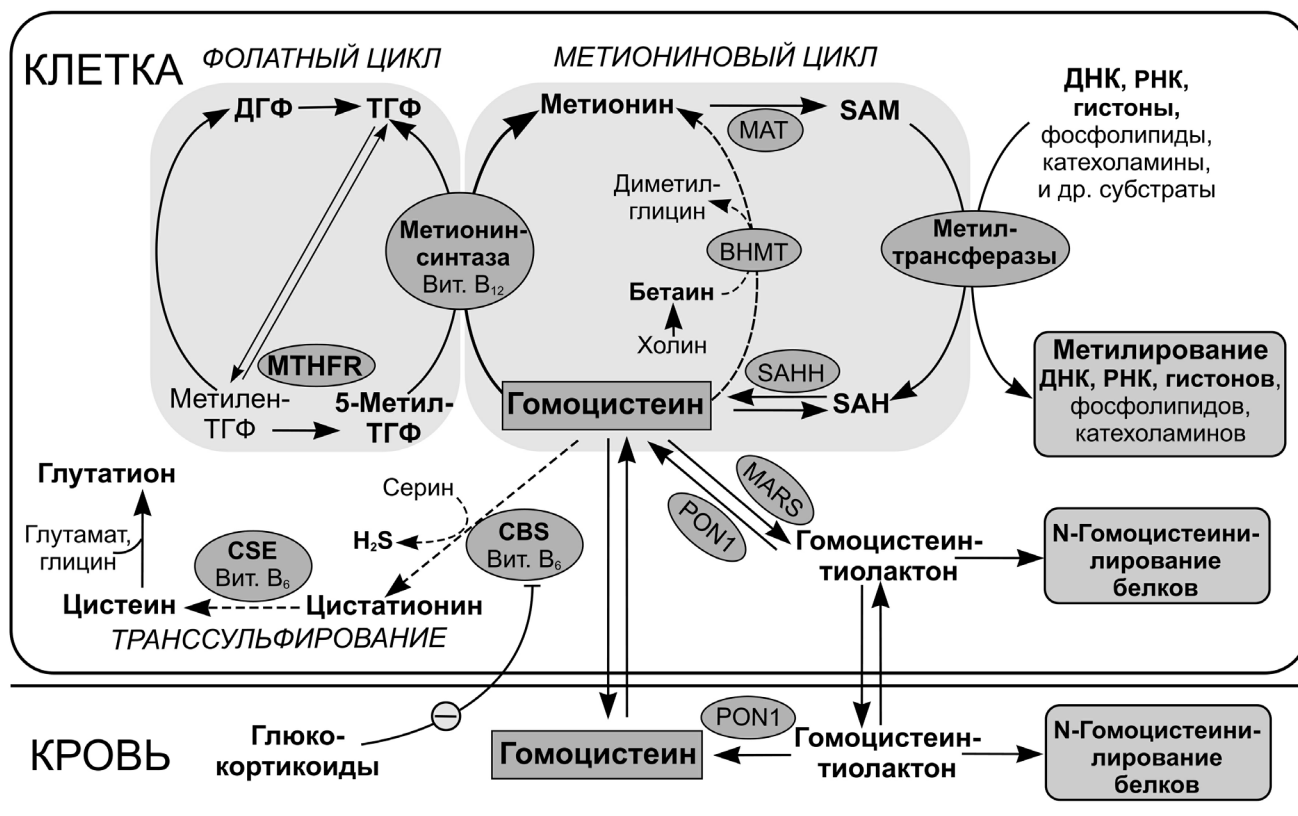 КЛЕТКА
ФОЛАТНЫЙ ЦИКЛ
МЕТИОНИНОВЫЙ ЦИКЛ
ДГФ
ТГФ
Метионин
MAT
SAM
ДНК, РНК,
гистоны,
фосфолипиды,
катехоламины,
и др. субстраты
Диметил-
глицин
Метионин-
синтаза
Вит. B₁₂
BHMT
Метил-
трансферазы
Бетаин
Холин
MTHFR
Метилен-
ТГФ
5-Метил-
ТГФ
Гомоцистеин
SAHH
SAH
Метилирование
ДНК, РНК, гистонов,
фосфолипидов,
катехоламинов
Глутатион
Серин
MARS
PON1
Глутамат,
глицин
CSE
Вит. B₆
H₂S
CBS
Вит. B₆
Гомоцистеин-
тиолактон
N-Гомоцистеини-
лирование
белков
Цистеин
Цистатионин
ТРАНССУЛЬФИРОВАНИЕ
КРОВЬ
Глюко-
кортикоиды
Гомоцистеин
PON1
Гомоцистеин-
тиолактон
N-Гомоцистеини-
лирование
белков